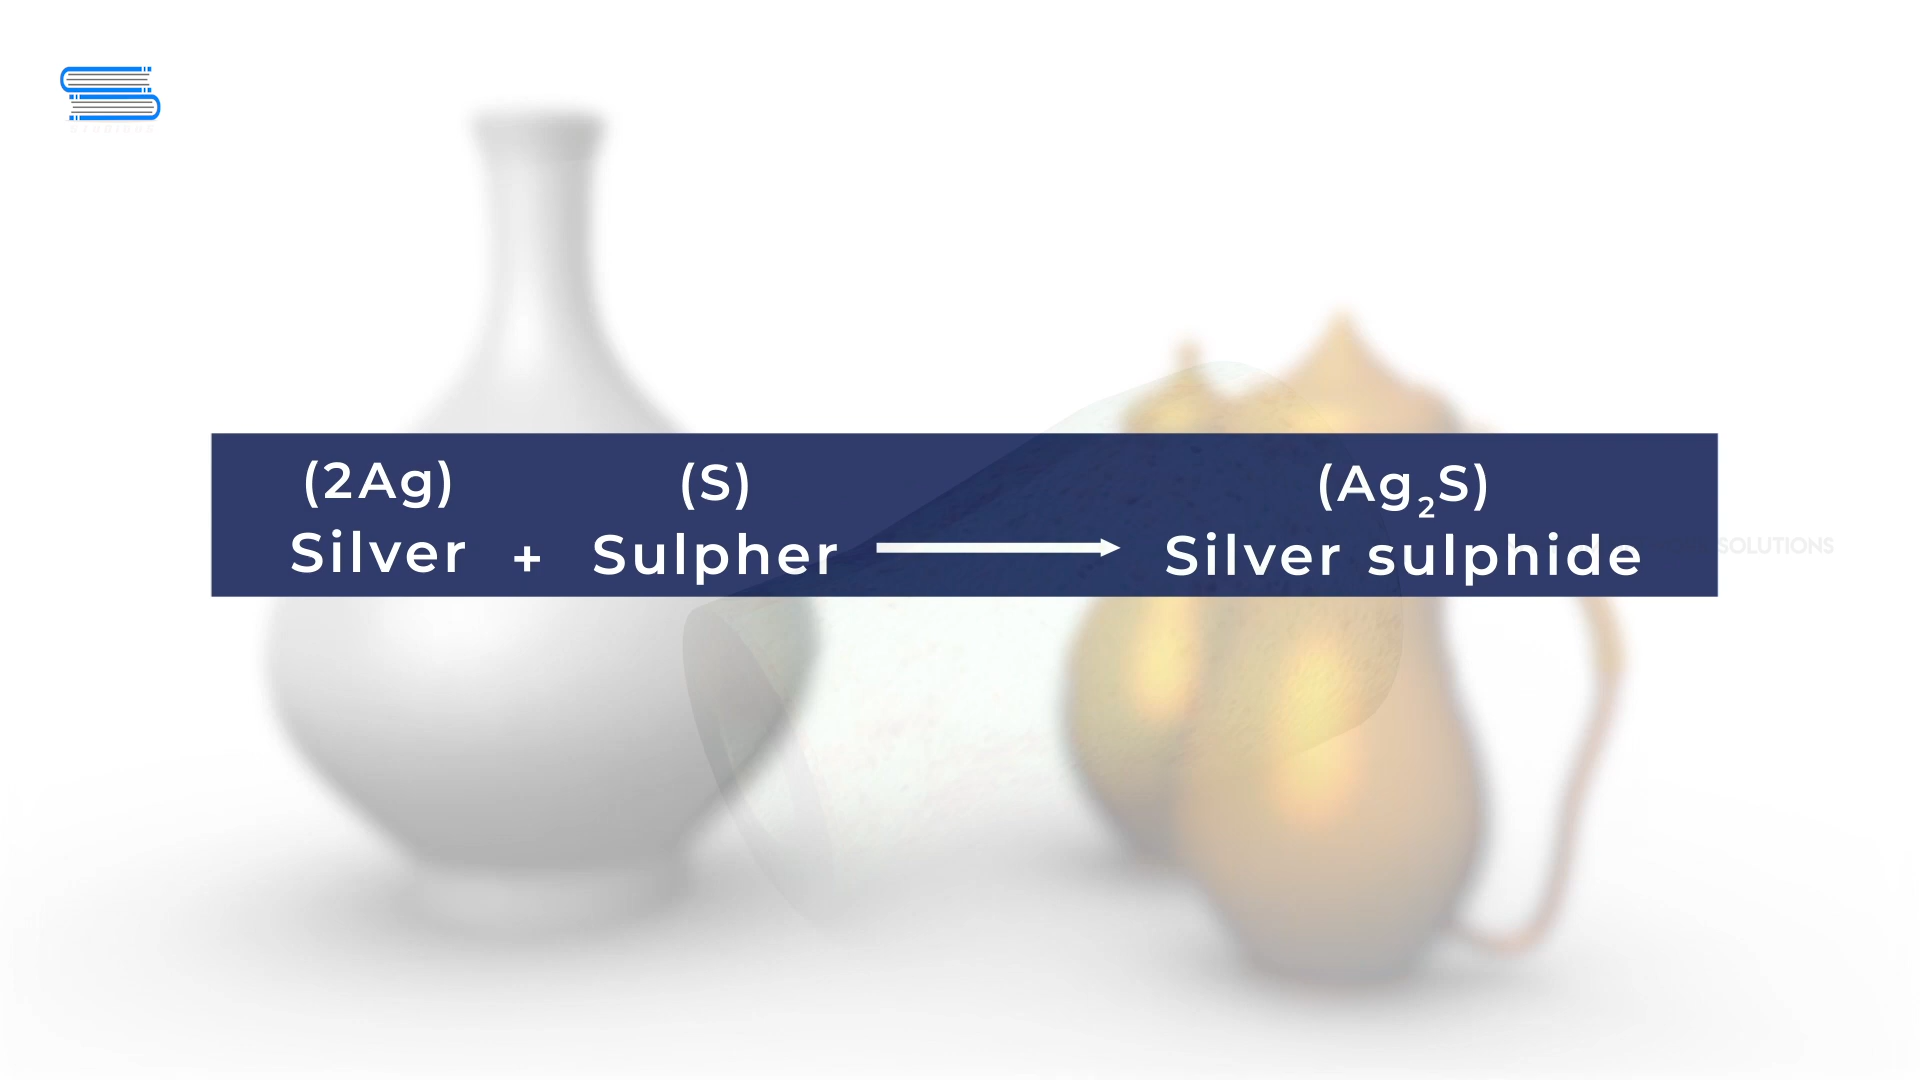 (2Ag) (S) (Ag₂S)
Silver + Sulpher → Silver sulphide
SOLUTIONS